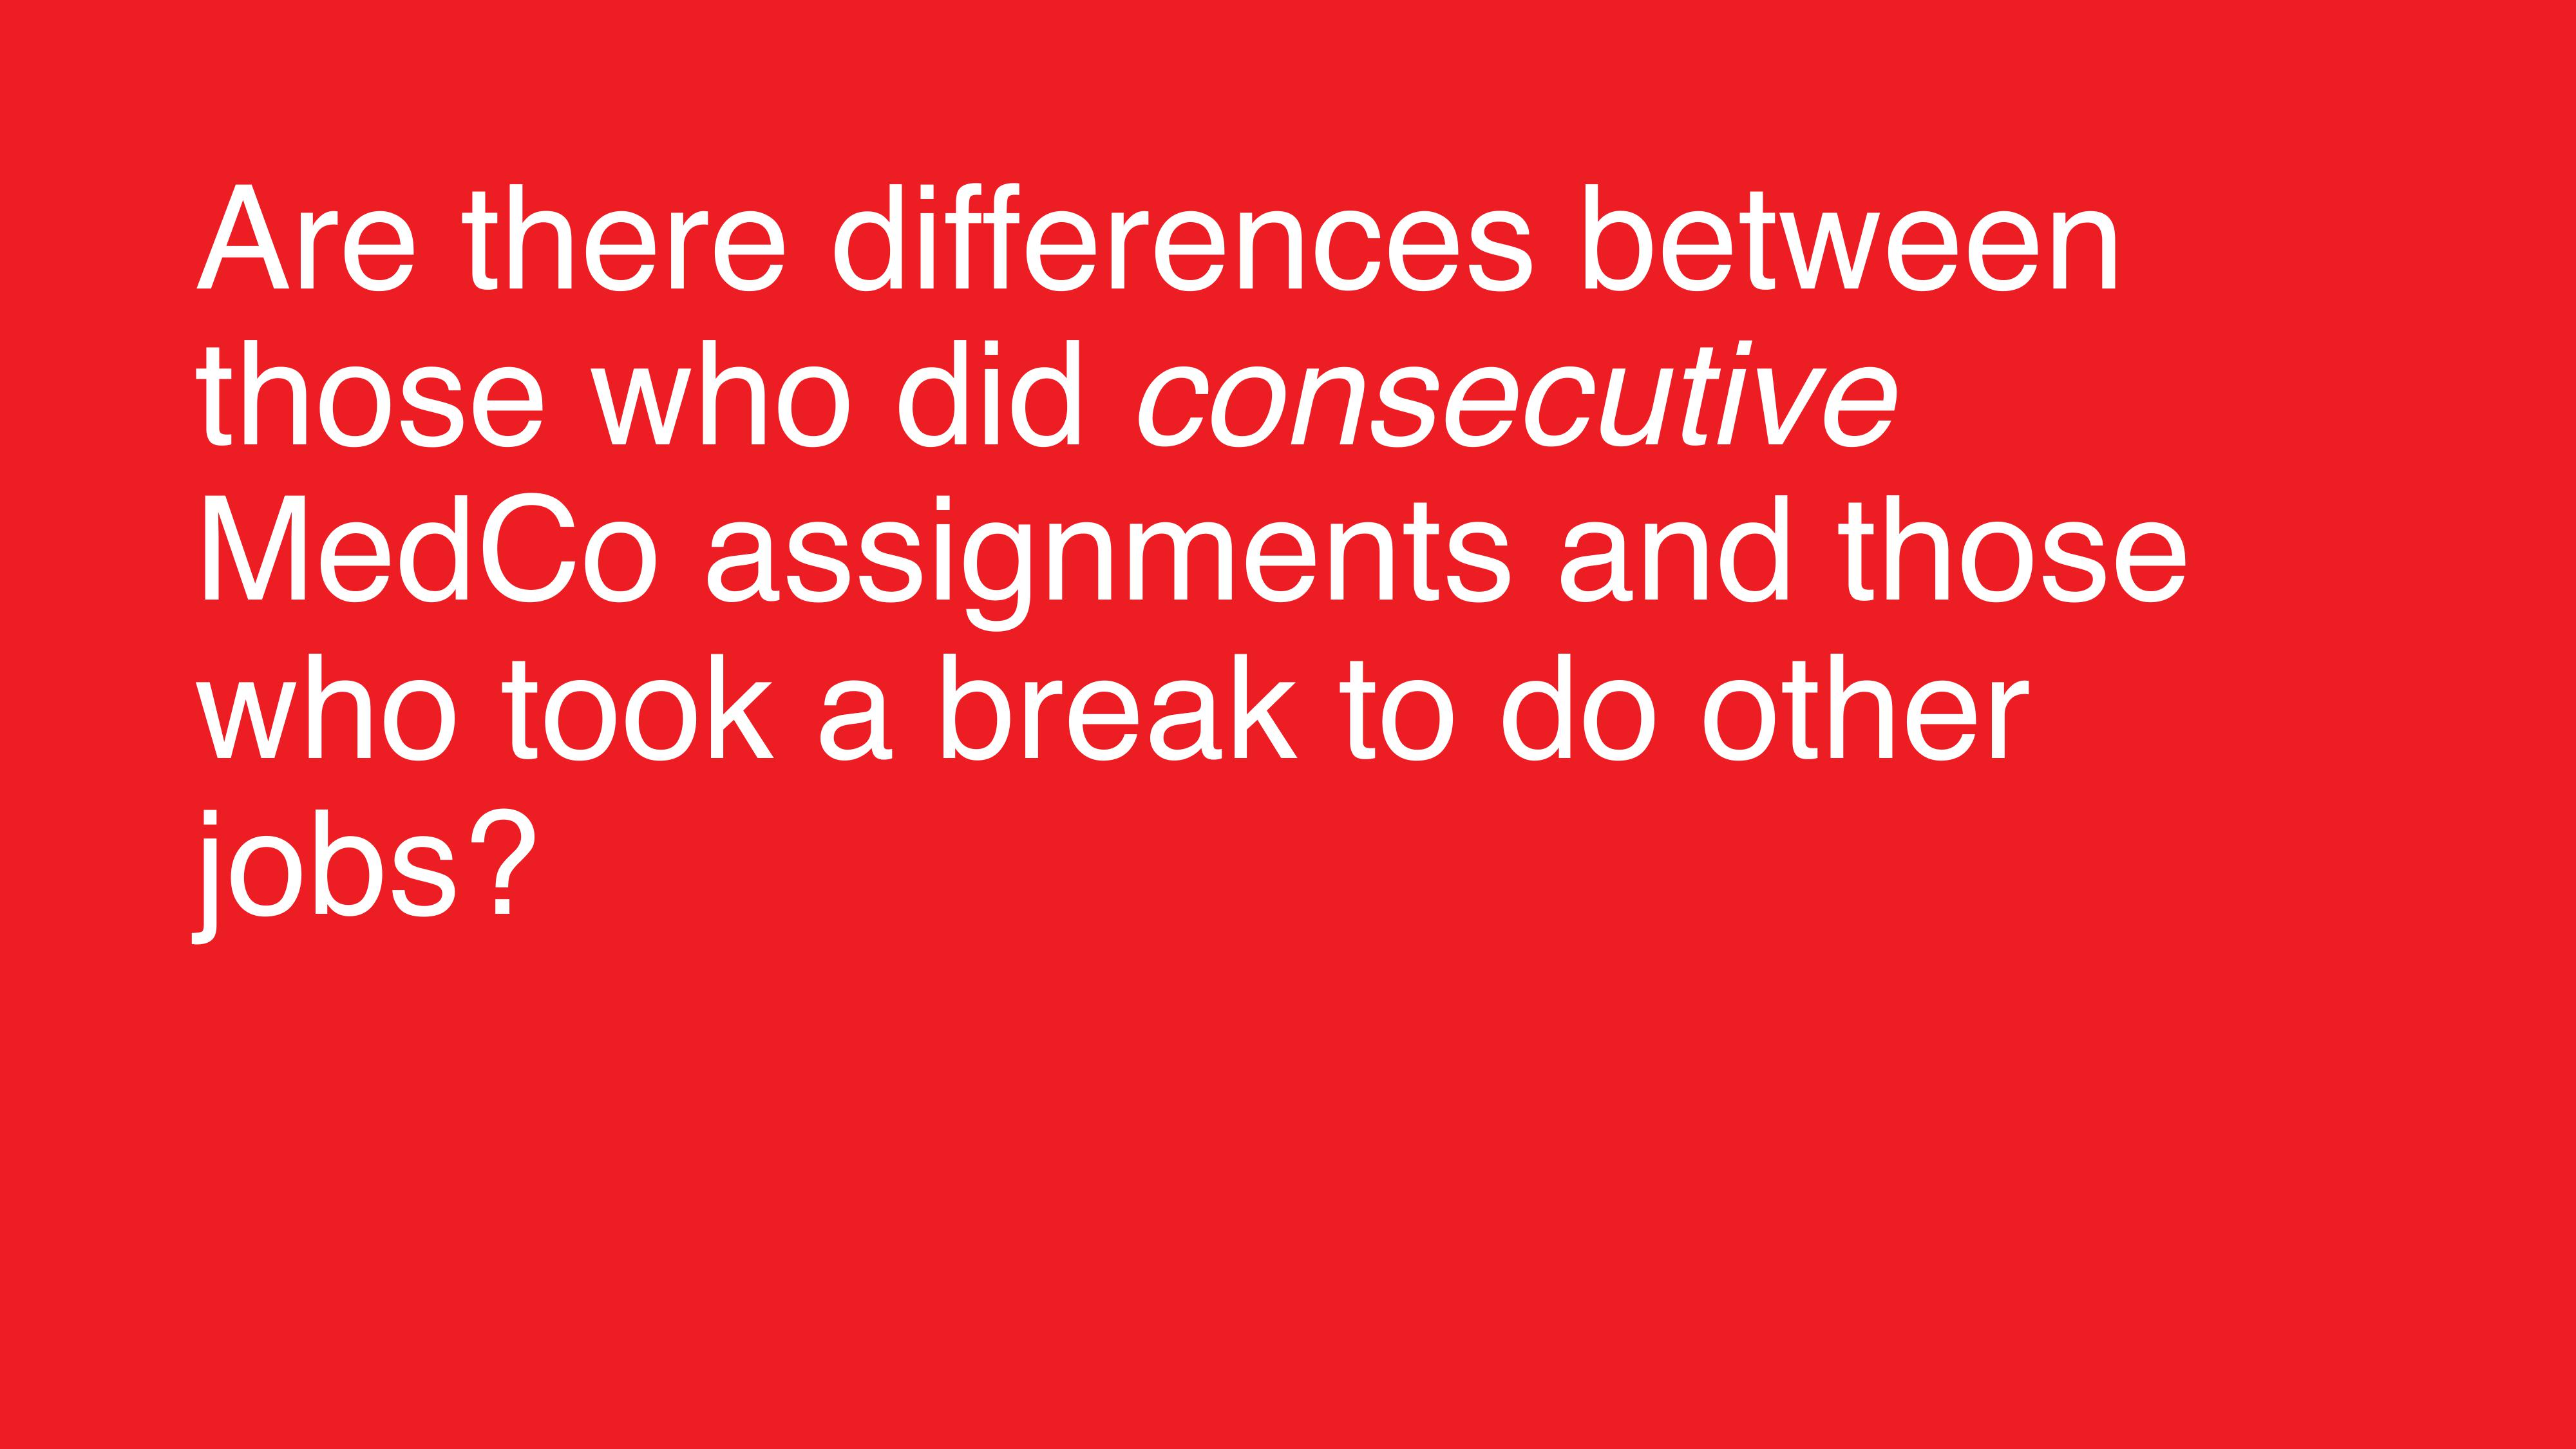 Are there differences between
those who did consecutive
MedCo assignments and those
who took a break to do other
jobs?